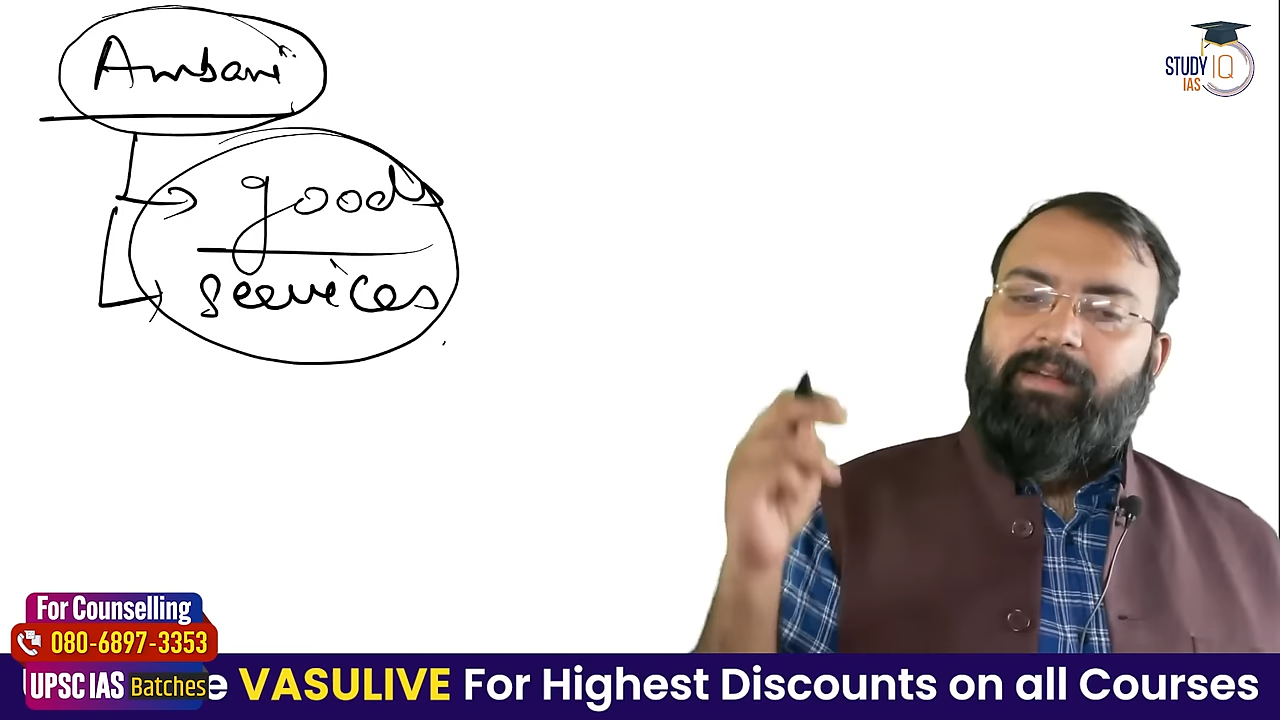 Ambani
goods
services
STUDY IQ
IAS
For Counselling
080-6897-3353
UPSC IAS Batches
e VASULIVE For Highest Discounts on all Courses